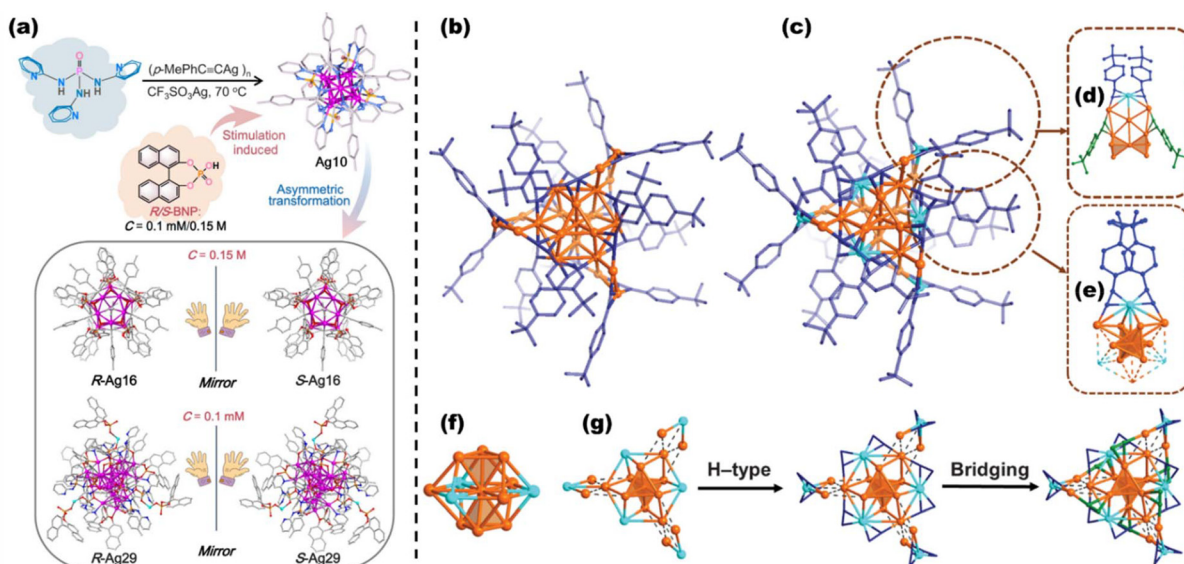 (a)
(p-MePhC≡CAg )n
CF₃SO₃Ag, 70 °C
Stimulation
induced
Ag10
R/S-BNP:
C = 0.1 mM/0.15 M
Asymmetric
transformation
C = 0.15 M
R-Ag16
Mirror
S-Ag16
C = 0.1 mM
R-Ag29
Mirror
S-Ag29
(b)
(c)
(d)
(e)
(f)
(g)
H–type
Bridging